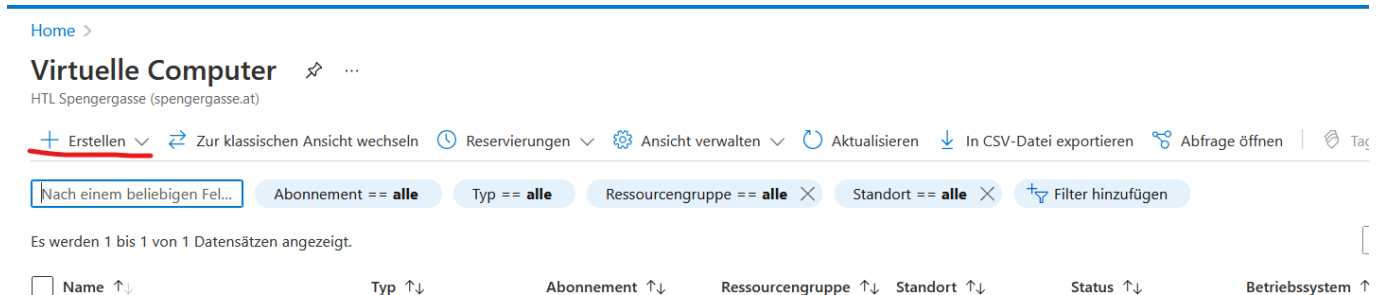 Home >
Virtuelle Computer ...
HTL Spengergasse (spengergasse.at)
+ Erstellen Zur klassischen Ansicht wechseln Reservierungen Ansicht verwalten Aktualisieren In CSV-Datei exportieren Abfrage öffnen
Nach einem beliebigen Fel... Abonnement == alle Typ == alle Ressourcengruppe == alle Standort == alle Filter hinzufügen
Es werden 1 bis 1 von 1 Datensätzen angezeigt.
Name ↑↓ Typ ↑↓ Abonnement ↑↓ Ressourcengruppe ↑↓ Standort ↑↓ Status ↑↓ Betriebssystem ↑